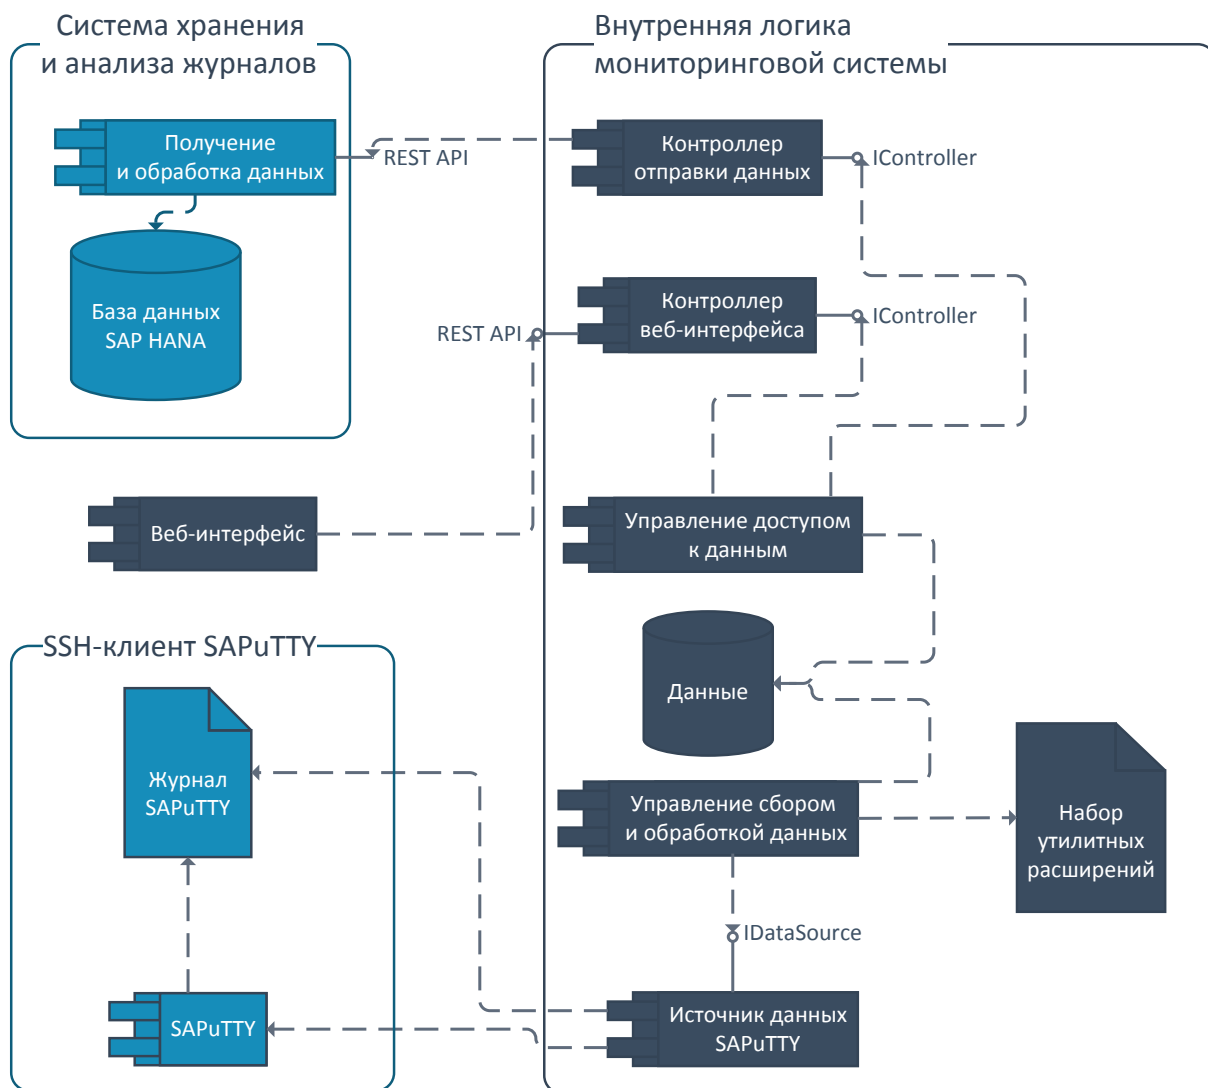 Система хранения
и анализа журналов
Внутренняя логика
мониторинговой системы
Получение
и обработка данных
REST API
Контроллер
отправки данных
IController
База данных
SAP HANA
REST API
Контроллер
веб-интерфейса
IController
Веб-интерфейс
Управление доступом
к данным
SSH-клиент SAPuTTY
Данные
Журнал
SAPuTTY
Управление сбором
и обработкой данных
Набор
утилитных
расширений
IDataSource
SAPuTTY
Источник данных
SAPuTTY